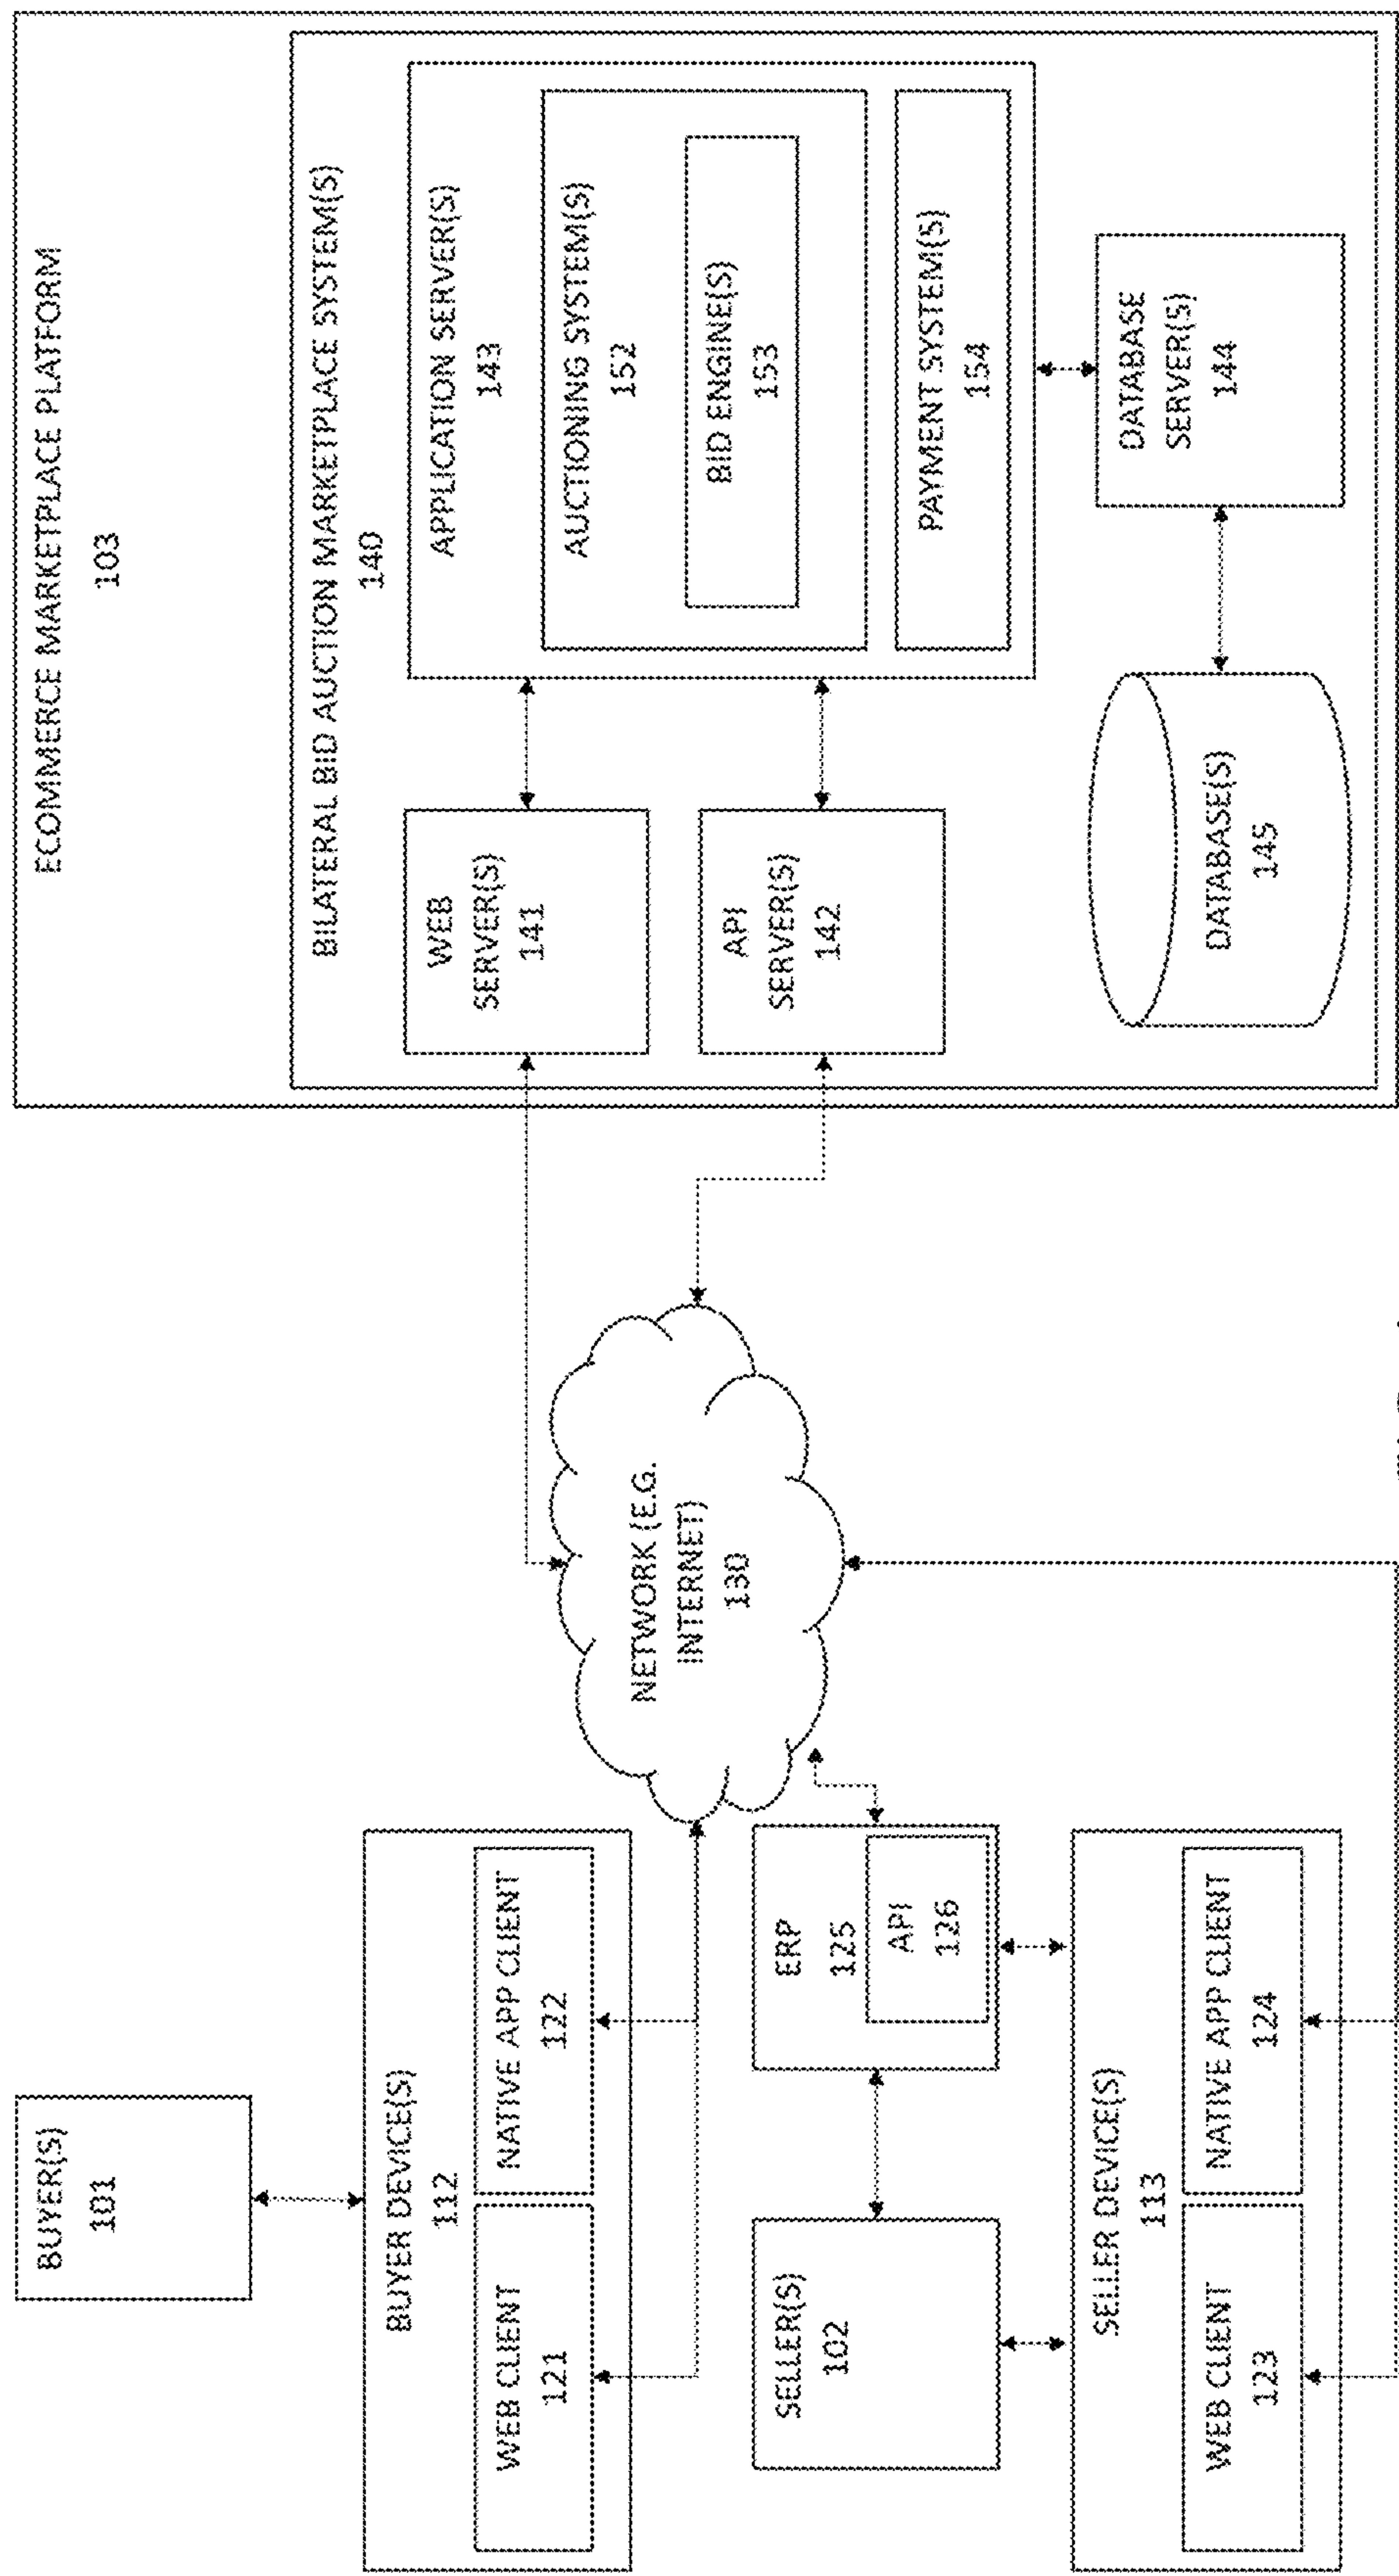 BUYER(S)
101
BUYER DEVICE(S)
112
WEB CLIENT
121
NATIVE APP CLIENT
122
SELLER(S)
102
ERP
125
API
126
SELLER DEVICE(S)
113
WEB CLIENT
123
NATIVE APP CLIENT
124
NETWORK (E.G.
INTERNET)
130
ECOMMERCE MARKETPLACE PLATFORM
103
BILATERAL BID AUCTION MARKETPLACE SYSTEM(S)
140
WEB
SERVER(S)
141
API
SERVER(S)
142
APPLICATION SERVER(S)
143
AUCTIONING SYSTEM(S)
152
BID ENGINE(S)
153
PAYMENT SYSTEM(S)
154
DATABASE(S)
145
DATABASE
SERVER(S)
144